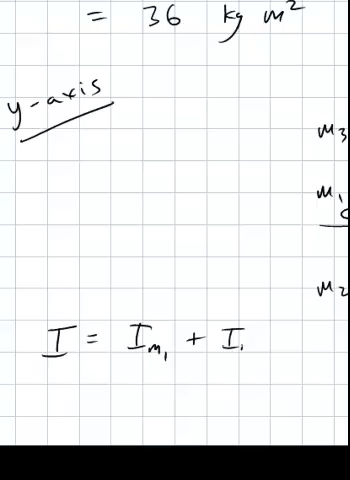 = 36 kg m²
y-axis
m₃
m₁
m₂
I = Iₘ₁ + I